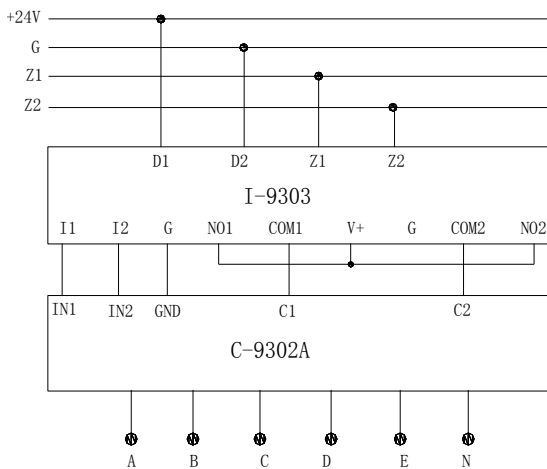 +24V
G
Z1
Z2
D1 D2 Z1 Z2
I-9303
I1 I2 G NO1 COM1 V+ G COM2 NO2
IN1 IN2 GND C1 C2
C-9302A
A B C D E N